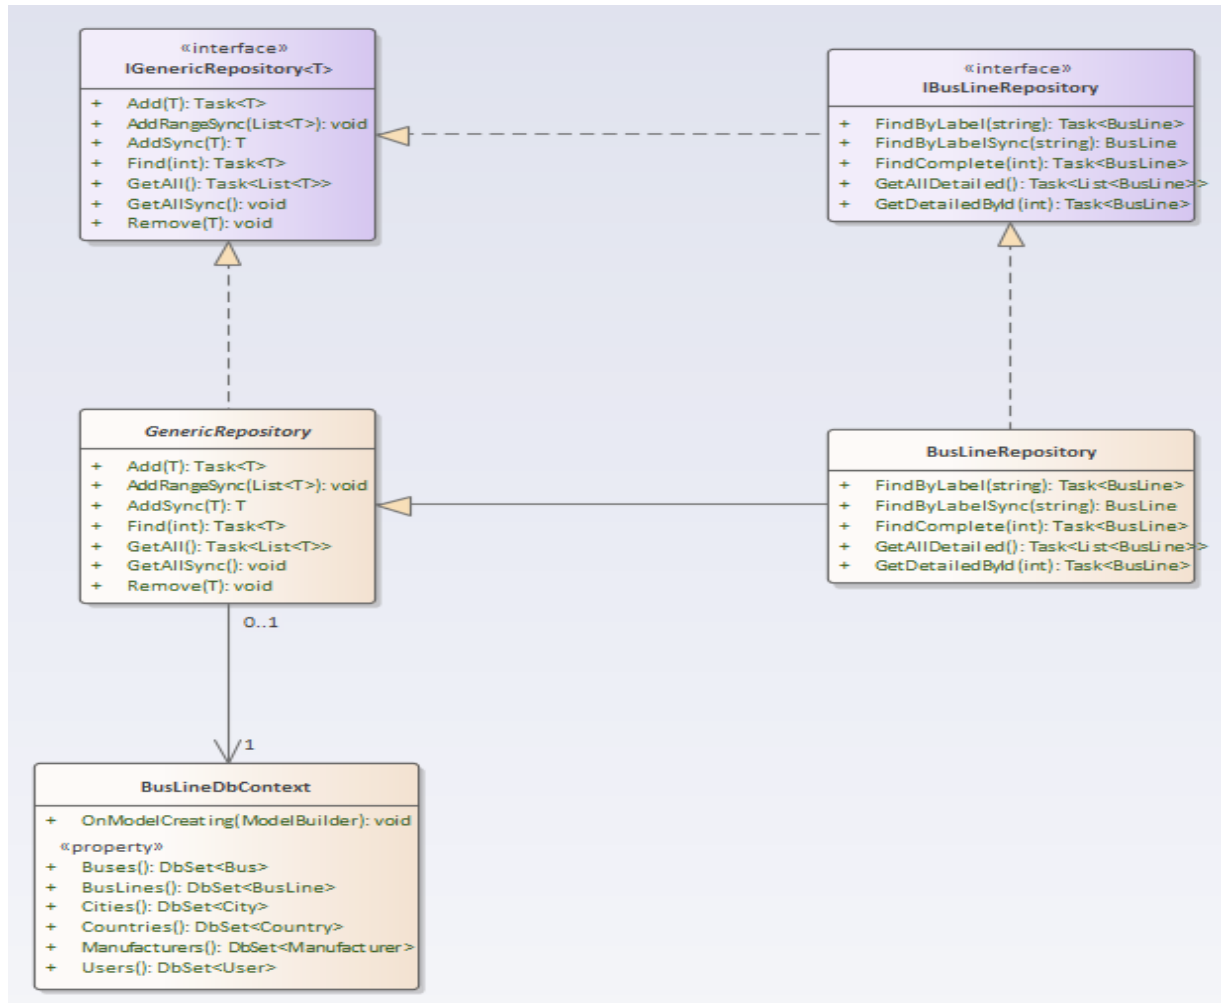 «interface»
IGenericRepository<T>
+ Add(T): Task<T>
+ AddRangeSync(List<T>): void
+ AddSync(T): T
+ Find(int): Task<T>
+ GetAll(): Task<List<T>>
+ GetAllSync(): void
+ Remove(T): void
«interface»
IBusLineRepository
+ FindByLabel(string): Task<BusLine>
+ FindByLabelSync(string): BusLine
+ FindComplete(int): Task<BusLine>
+ GetAllDetailed(): Task<List<BusLine>>
+ GetDetailedById(int): Task<BusLine>
GenericRepository
+ Add(T): Task<T>
+ AddRangeSync(List<T>): void
+ AddSync(T): T
+ Find(int): Task<T>
+ GetAll(): Task<List<T>>
+ GetAllSync(): void
+ Remove(T): void
BusLineRepository
+ FindByLabel(string): Task<BusLine>
+ FindByLabelSync(string): BusLine
+ FindComplete(int): Task<BusLine>
+ GetAllDetailed(): Task<List<BusLine>>
+ GetDetailedById(int): Task<BusLine>
0..1
1
BusLineDbContext
+ OnModelCreating(ModelBuilder): void
«property»
+ Buses(): DbSet<Bus>
+ BusLines(): DbSet<BusLine>
+ Cities(): DbSet<City>
+ Countries(): DbSet<Country>
+ Manufacturers(): DbSet<Manufacturer>
+ Users(): DbSet<User>